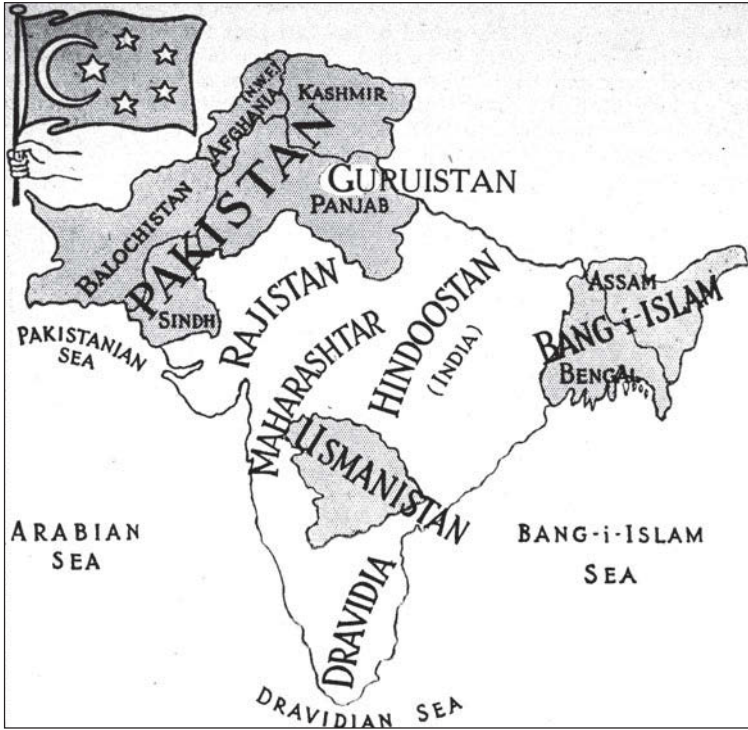 KASHMIR
(N.W.F.)
AFGHANIA
GURUISTAN
PANJAB
PAKISTAN
BALOCHISTAN
SINDH
PAKISTANIAN
SEA
RAJISTAN
MAHARASHTAR
HINDOOSTAN
(INDIA)
ASSAM
BANG-i-ISLAM
BENGAL
USMANISTAN
ARABIAN
SEA
BANG-i-ISLAM
SEA
DRAVIDIA
DRAVIDIAN SEA